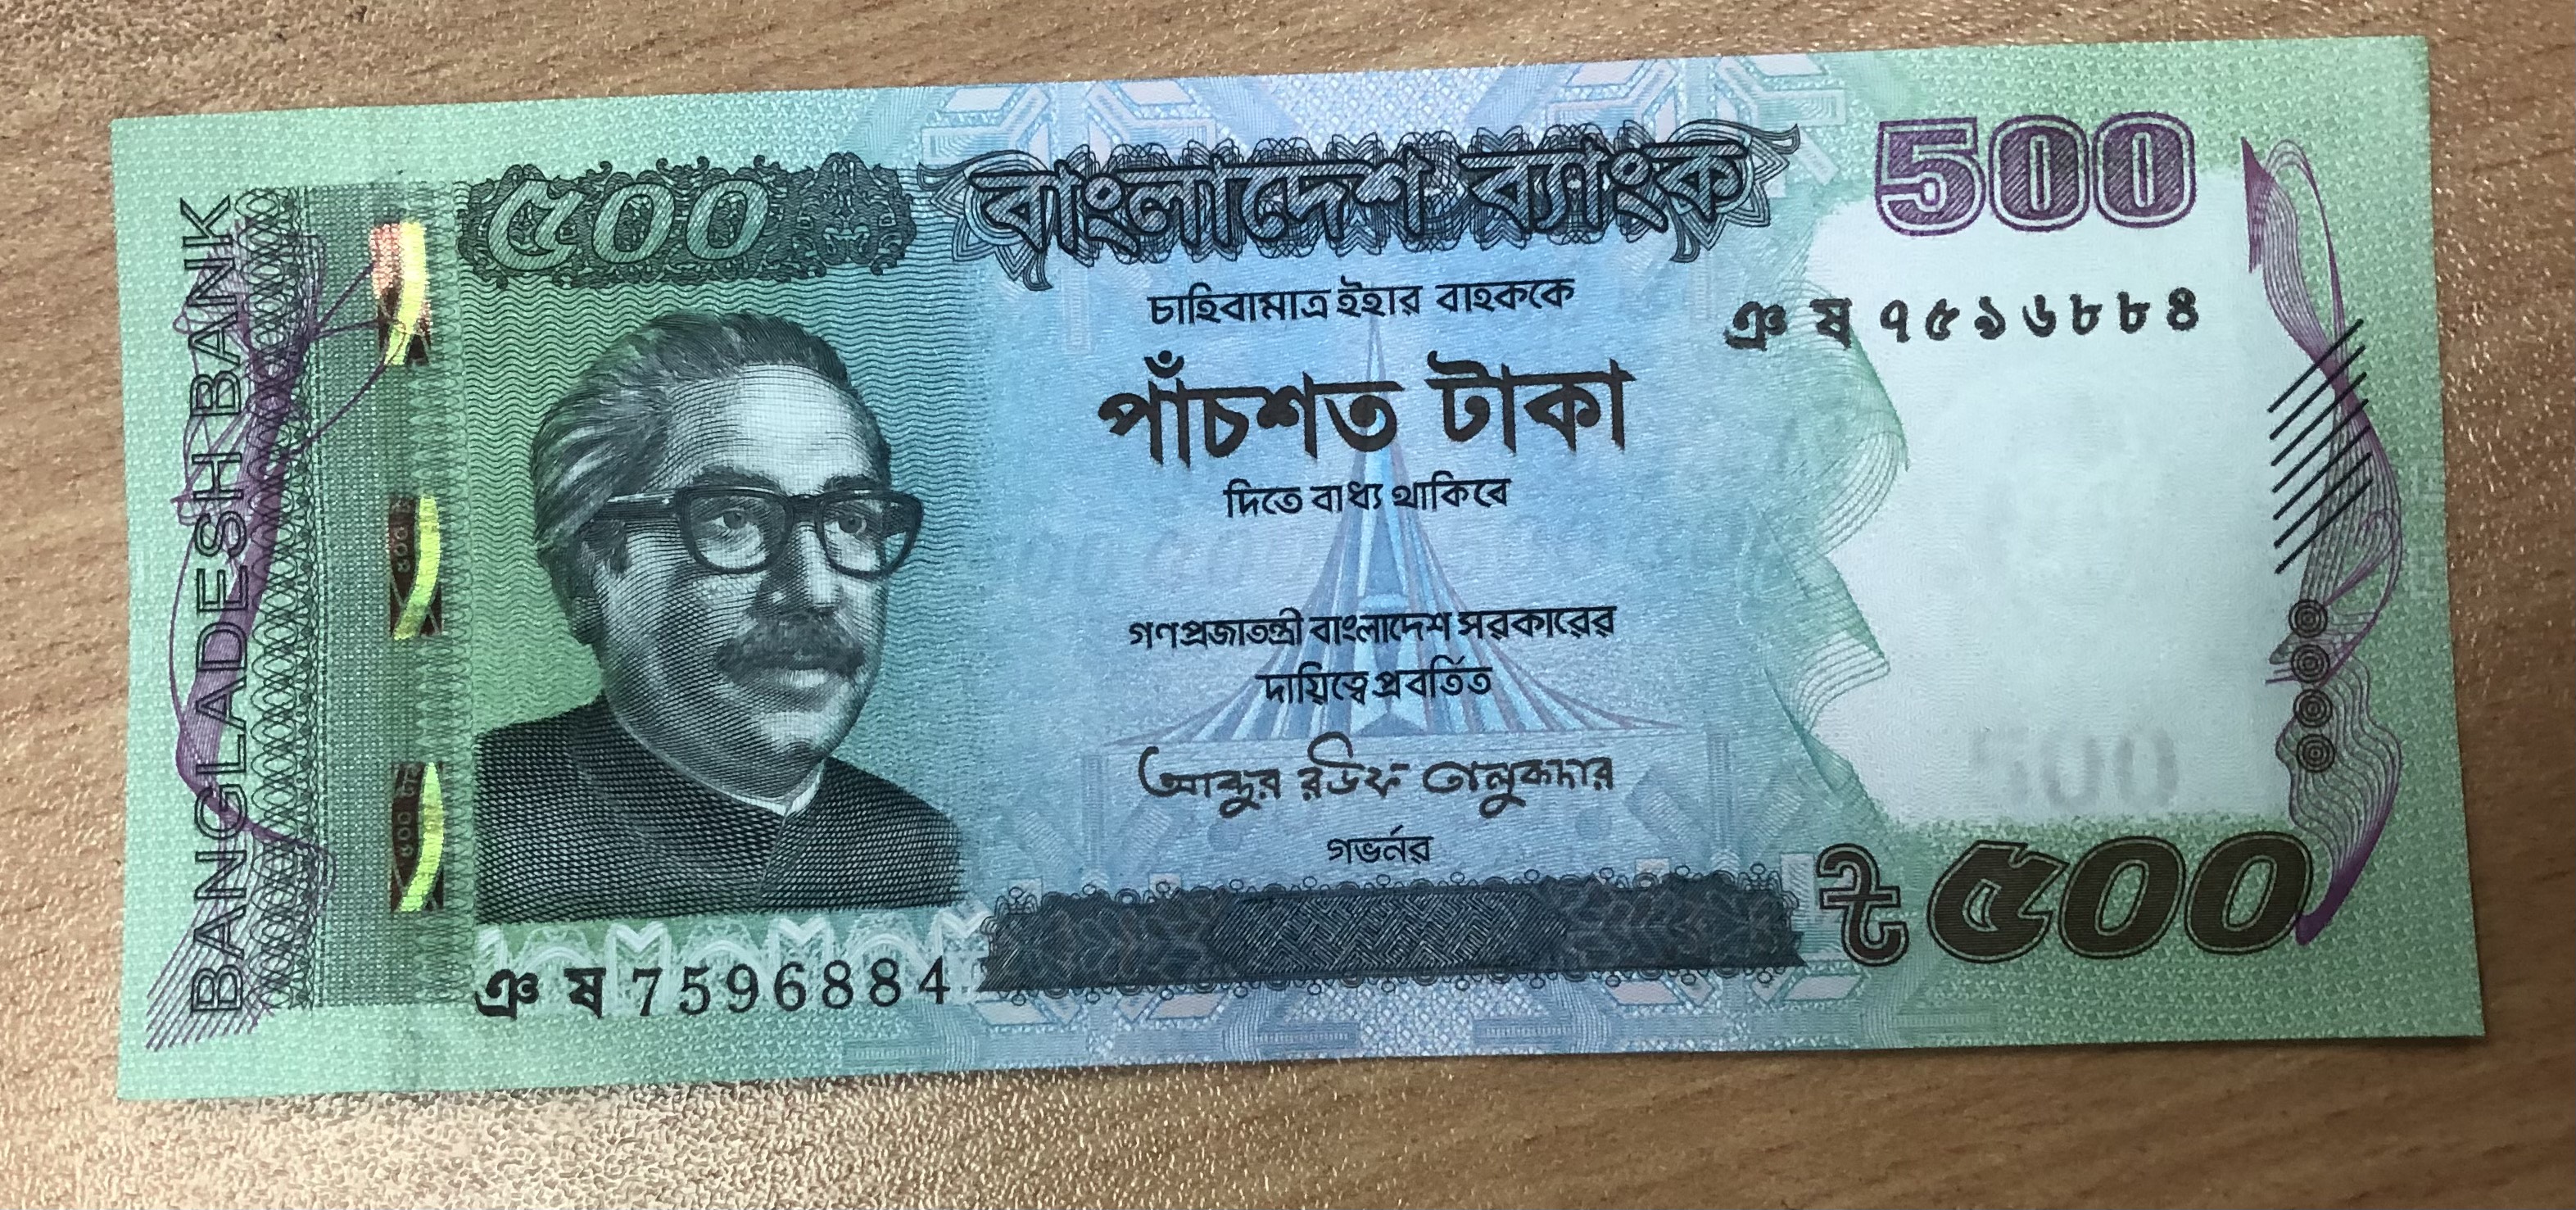 BANGLADESH BANK
৫০০
বাংলাদেশ ব্যাংক
500
চাহিবামাত্র ইহার বাহককে
ঞ ষ ৭৫৯৬৮৮৪
পাঁচশত টাকা
দিতে বাধ্য থাকিবে
গণপ্রজাতন্ত্রী বাংলাদেশ সরকারের
দায়িত্বে প্রবর্তিত
আব্দুর রউফ তালুকদার
গভর্নর
500
৳ ৫০০
ঞ ষ 7596884